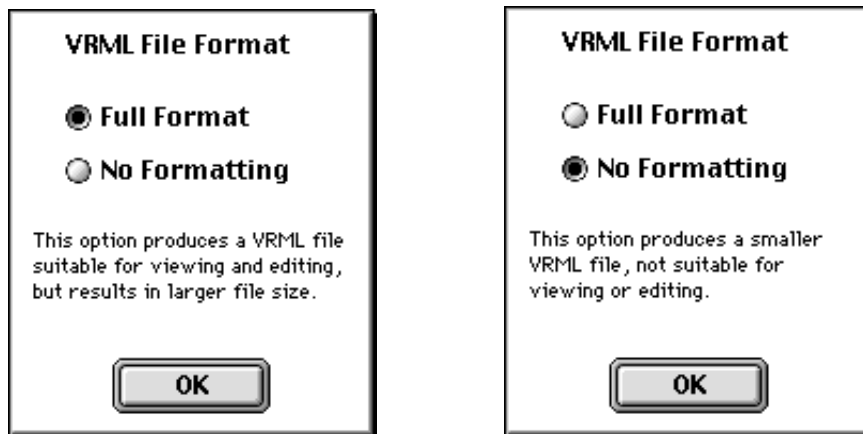 VRML File Format
Full Format
No Formatting
This option produces a VRML file
suitable for viewing and editing,
but results in larger file size.
OK
VRML File Format
Full Format
No Formatting
This option produces a smaller
VRML file, not suitable for
viewing or editing.
OK